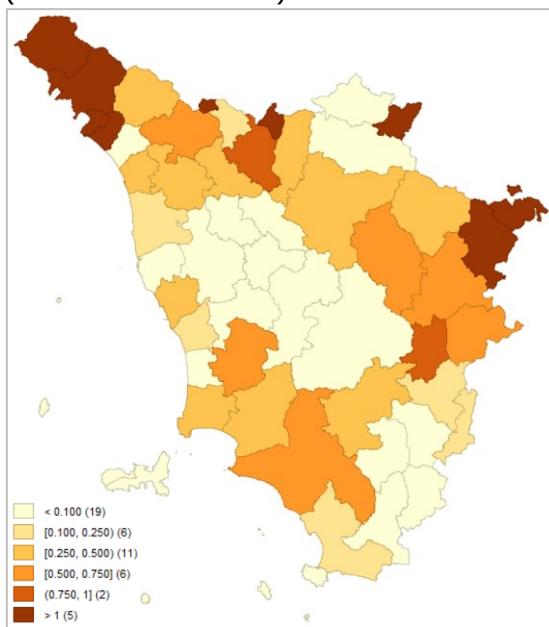 < 0.100 (19)
[0.100, 0.250) (6)
[0.250, 0.500) (11)
[0.500, 0.750] (6)
(0.750, 1] (2)
> 1 (5)